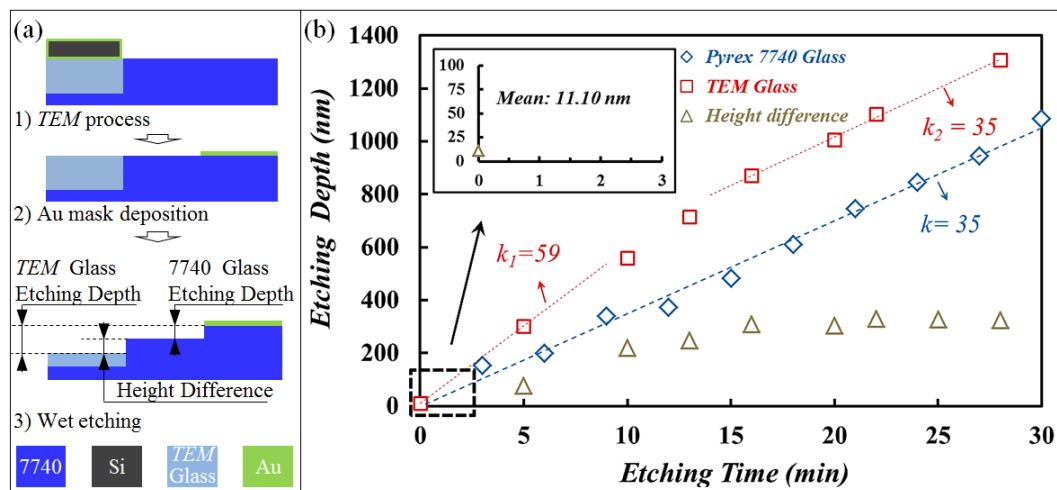 (a)
1) TEM process
2) Au mask deposition
TEM Glass
Etching Depth
7740 Glass
Etching Depth
Height Difference
3) Wet etching
7740
Si
TEM
Glass
Au
(b)
Etching Depth (nm)
1400
1200
1000
800
600
400
200
0
100
75
50
25
0
Mean: 11.10 nm
0 1 2 3
Pyrex 7740 Glass
TEM Glass
Height difference
k2 = 35
k1=59
k= 35
0 5 10 15 20 25 30
Etching Time (min)